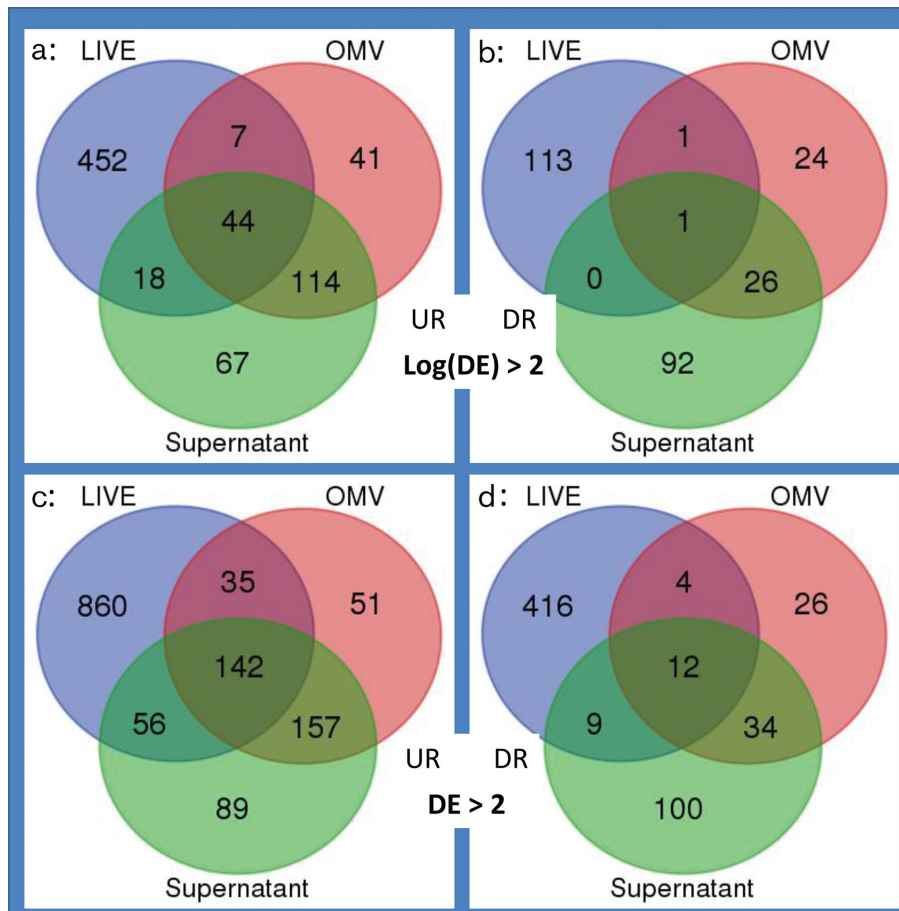 a: LIVE OMV
7
452 41
44
18 114
67
Supernatant
b: LIVE OMV
1
113 24
1
0 26
92
Supernatant
UR DR
Log(DE) > 2
c: LIVE OMV
35
860 51
142
56 157
89
Supernatant
d: LIVE OMV
4
416 26
12
9 34
100
Supernatant
UR DR
DE > 2